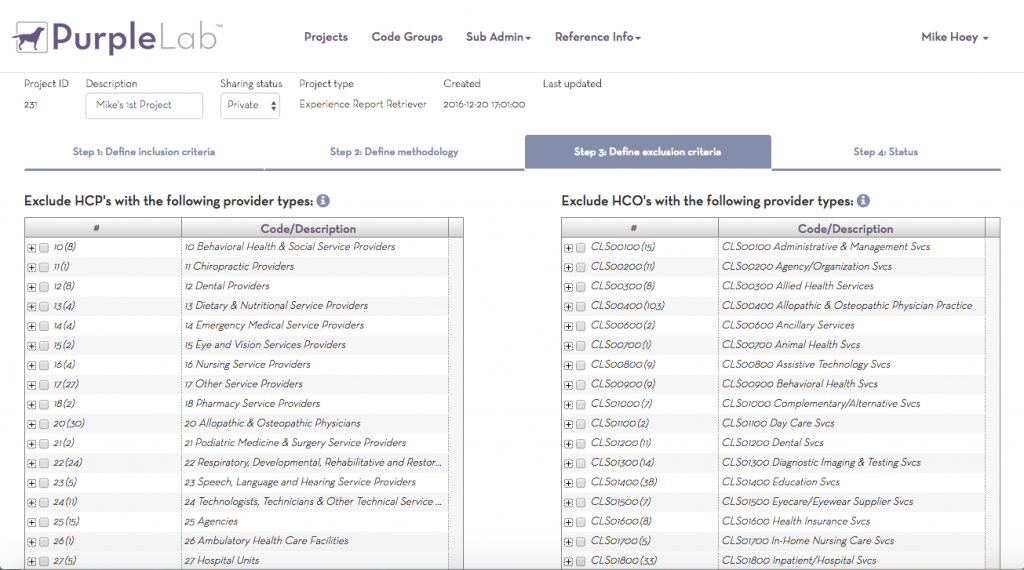 PurpleLab™
Projects Code Groups Sub Admin Reference Info Mike Hoey
Project ID Description Sharing status Project type Created Last updated
231 Mike's 1st Project Private Experience Report Retriever 2016-12-20 17:01:00
Step 1: Define inclusion criteria Step 2: Define methodology Step 3: Define exclusion criteria Step 4: Status
Exclude HCP's with the following provider types:
# Code/Description
10 (8) 10 Behavioral Health & Social Service Providers
11 (1) 11 Chiropractic Providers
12 (8) 12 Dental Providers
13 (4) 13 Dietary & Nutritional Service Providers
14 (4) 14 Emergency Medical Service Providers
15 (2) 15 Eye and Vision Services Providers
16 (4) 16 Nursing Service Providers
17 (27) 17 Other Service Providers
18 (2) 18 Pharmacy Service Providers
20 (30) 20 Allopathic & Osteopathic Physicians
21 (2) 21 Podiatric Medicine & Surgery Service Providers
22 (24) 22 Respiratory, Developmental, Rehabilitative and Restor...
23 (5) 23 Speech, Language and Hearing Service Providers
24 (11) 24 Technologists, Technicians & Other Technical Service ...
25 (15) 25 Agencies
26 (1) 26 Ambulatory Health Care Facilities
27 (5) 27 Hospital Units
Exclude HCO's with the following provider types:
# Code/Description
CLS00100 (15) CLS00100 Administrative & Management Svcs
CLS00200 (11) CLS00200 Agency/Organization Svcs
CLS00300 (8) CLS00300 Allied Health Services
CLS00400 (103) CLS00400 Allopathic & Osteopathic Physician Practice
CLS00600 (2) CLS00600 Ancillary Services
CLS00700 (1) CLS00700 Animal Health Svcs
CLS00800 (9) CLS00800 Assistive Technology Svcs
CLS00900 (9) CLS00900 Behavioral Health Svcs
CLS01000 (7) CLS01000 Complementary/Alternative Svcs
CLS01100 (2) CLS01100 Day Care Svcs
CLS01200 (11) CLS01200 Dental Svcs
CLS01300 (14) CLS01300 Diagnostic Imaging & Testing Svcs
CLS01400 (38) CLS01400 Education Svcs
CLS01500 (7) CLS01500 Eyecare/Eyewear Supplier Svcs
CLS01600 (8) CLS01600 Health Insurance Svcs
CLS01700 (5) CLS01700 In-Home Nursing Care Svcs
CLS01800 (33) CLS01800 Inpatient/Hospital Svcs